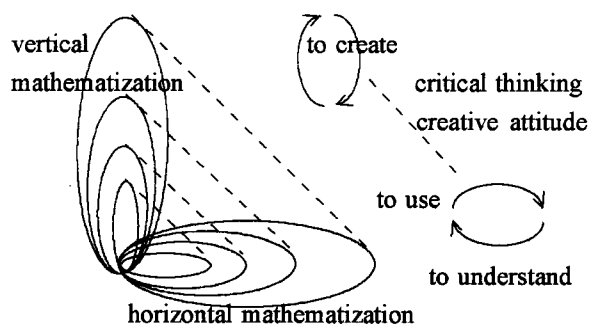 vertical
mathematization
to create
critical thinking
creative attitude
to use
to understand
horizontal mathematization